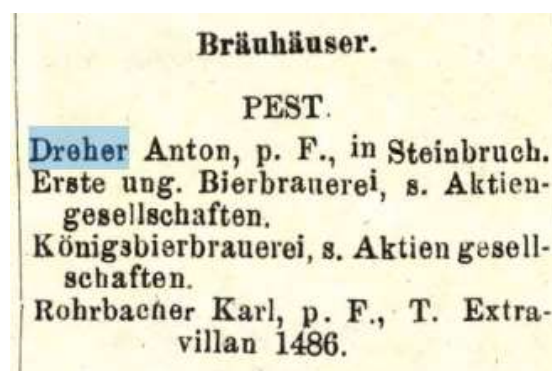 Bräuhäuser.
PEST.
Dreher Anton, p. F., in Steinbruch.
Erste ung. Bierbrauerei, s. Aktien-
gesellschaften.
Königsbierbrauerei, s. Aktien gesell-
schaften.
Rohrbacher Karl, p. F., T. Extra-
villan 1486.